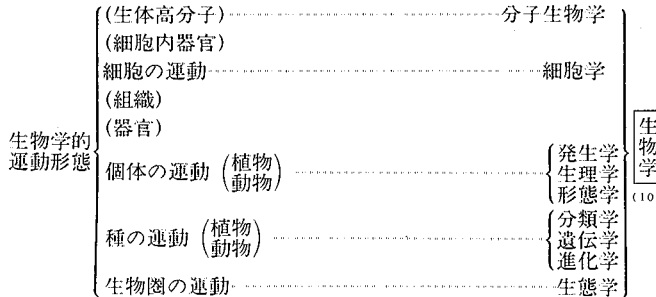 (生体高分子)……分子生物学
(細胞内器官)
細胞の運動……細胞学
(組織)
(器官)
生物学的
運動形態
個体の運動(植物
動物)……発生学
生理学
形態学
種の運動(植物
動物)……分類学
遺伝学
進化学
生物圏の運動……生態学
生物学
(10